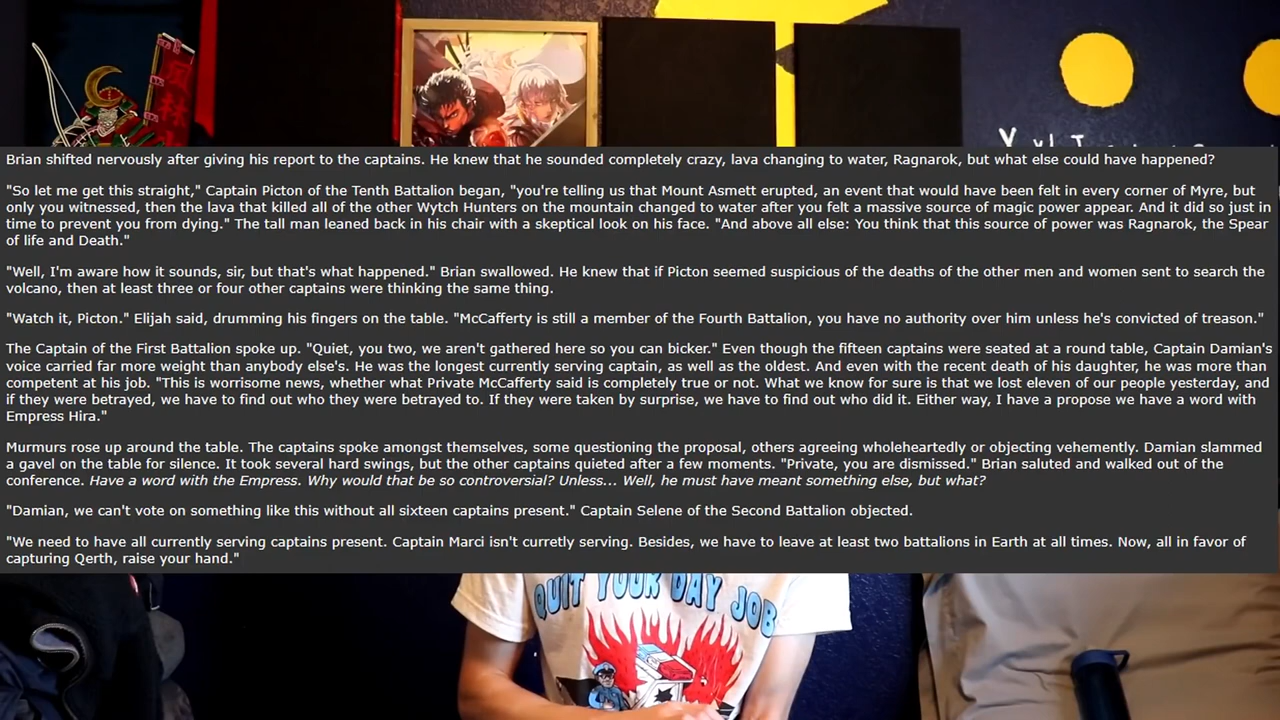 Brian shifted nervously after giving his report to the captains. He knew that he sounded completely crazy, lava changing to water, Ragnarok, but what else could have happened?
"So let me get this straight," Captain Picton of the Tenth Battalion began, "you're telling us that Mount Asmett erupted, an event that would have been felt in every corner of Myre, but
only you witnessed, then the lava that killed all of the other Wytch Hunters on the mountain changed to water after you felt a massive source of magic power appear. And it did so just in
time to prevent you from dying." The tall man leaned back in his chair with a skeptical look on his face. "And above all else: You think that this source of power was Ragnarok, the Spear
of life and Death."
"Well, I'm aware how it sounds, sir, but that's what happened." Brian swallowed. He knew that if Picton seemed suspicious of the deaths of the other men and women sent to search the
volcano, then at least three or four other captains were thinking the same thing.
"Watch it, Picton." Elijah said, drumming his fingers on the table. "McCafferty is still a member of the Fourth Battalion, you have no authority over him unless he's convicted of treason."
The Captain of the First Battalion spoke up. "Quiet, you two, we aren't gathered here so you can bicker." Even though the fifteen captains were seated at a round table, Captain Damian's
voice carried far more weight than anybody else's. He was the longest currently serving captain, as well as the oldest. And even with the recent death of his daughter, he was more than
competent at his job. "This is worrisome news, whether what Private McCafferty said is completely true or not. What we know for sure is that we lost eleven of our people yesterday, and
if they were betrayed, we have to find out who they were betrayed to. If they were taken by surprise, we have to find out who did it. Either way, I have a propose we have a word with
Empress Hira."
Murmurs rose up around the table. The captains spoke amongst themselves, some questioning the proposal, others agreeing wholeheartedly or objecting vehemently. Damian slammed
a gavel on the table for silence. It took several hard swings, but the other captains quieted after a few moments. "Private, you are dismissed." Brian saluted and walked out of the
conference. Have a word with the Empress. Why would that be so controversial? Unless... Well, he must have meant something else, but what?
"Damian, we can't vote on something like this without all sixteen captains present." Captain Selene of the Second Battalion objected.
"We need to have all currently serving captains present. Captain Marci isn't curretly serving. Besides, we have to leave at least two battalions in Earth at all times. Now, all in favor of
capturing Qerth, raise your hand."
QUIT YOUR DAY JOB